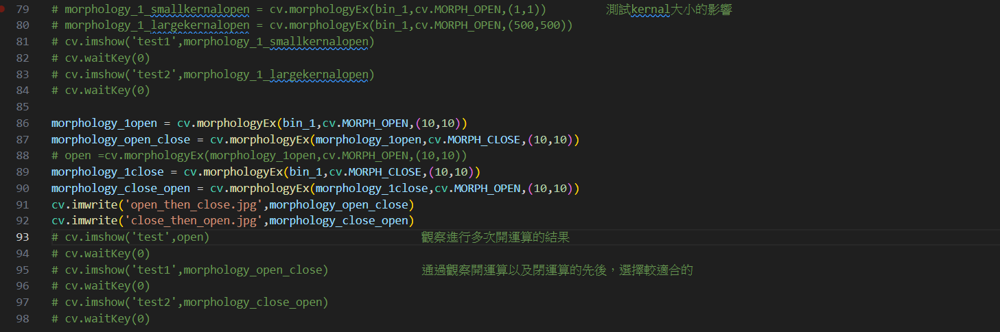 79 # morphology_1_smallkernalopen = cv.morphologyEx(bin_1,cv.MORPH_OPEN,(1,1)) 測試kernal大小的影響
80 # morphology_1_largekernalopen = cv.morphologyEx(bin_1,cv.MORPH_OPEN,(500,500))
81 # cv.imshow('test1',morphology_1_smallkernalopen)
82 # cv.waitKey(0)
83 # cv.imshow('test2',morphology_1_largekernalopen)
84 # cv.waitKey(0)
85
86 morphology_1open = cv.morphologyEx(bin_1,cv.MORPH_OPEN,(10,10))
87 morphology_open_close = cv.morphologyEx(morphology_1open,cv.MORPH_CLOSE,(10,10))
88 # open =cv.morphologyEx(morphology_1open,cv.MORPH_OPEN,(10,10))
89 morphology_1close = cv.morphologyEx(bin_1,cv.MORPH_CLOSE,(10,10))
90 morphology_close_open = cv.morphologyEx(morphology_1close,cv.MORPH_OPEN,(10,10))
91 cv.imwrite('open_then_close.jpg',morphology_open_close)
92 cv.imwrite('close_then_open.jpg',morphology_close_open)
93 # cv.imshow('test',open) 觀察進行多次開運算的結果
94 # cv.waitKey(0)
95 # cv.imshow('test1',morphology_open_close) 通過觀察開運算以及閉運算的先後，選擇較適合的
96 # cv.waitKey(0)
97 # cv.imshow('test2',morphology_close_open)
98 # cv.waitKey(0)